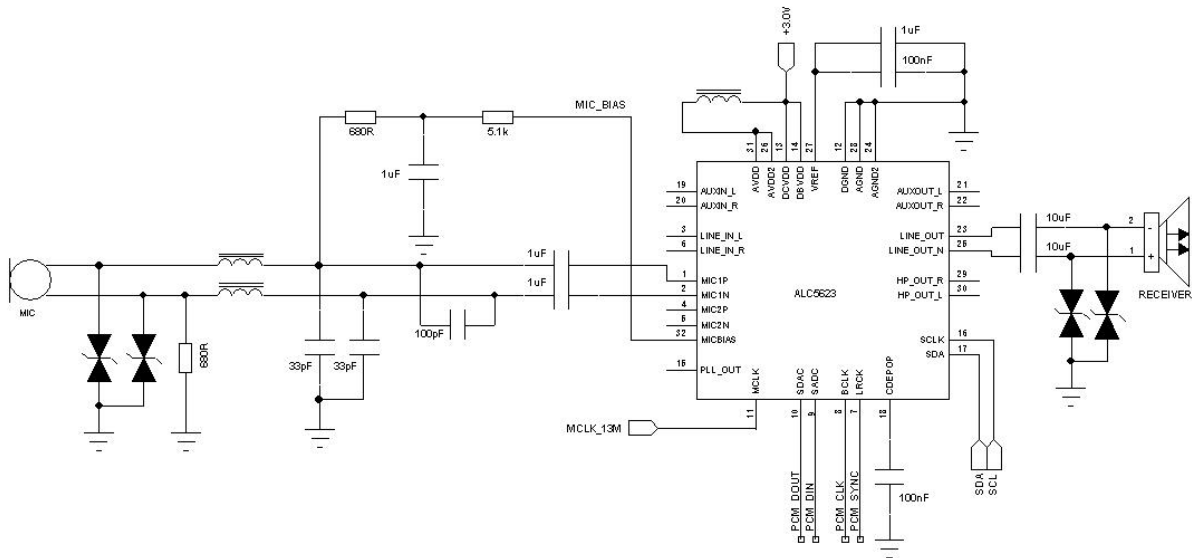 +3.0V
1uF
100nF
MIC_BIAS
680R
5.1k
1uF
31
26
13
14
27
12
28
24
AVDD
AVDD2
DCVDD
DBVDD
VREF
DGND
AGND
AGND2
19 AUXIN_L
20 AUXIN_R
3 LINE_IN_L
6 LINE_IN_R
1 MIC1P
2 MIC1N
4 MIC2P
5 MIC2N
32 MICBIAS
15 PLL_OUT
ALC5623
AUXOUT_L 21
AUXOUT_R 22
LINE_OUT 23
LINE_OUT_N 25
HP_OUT_R 29
HP_OUT_L 30
SCLK 16
SDA 17
10uF
10uF
2
-
1
+
RECEIVER
1uF
1uF
MIC
680R
33pF
33pF
100pF
MCLK
SDAC
SADC
BCLK
LRCK
CDEPOP
11
10
9
8
7
18
MCLK_13M
PCM_DOUT
PCM_DIN
PCM_CLK
PCM_SYNC
100nF
SDA
SCL